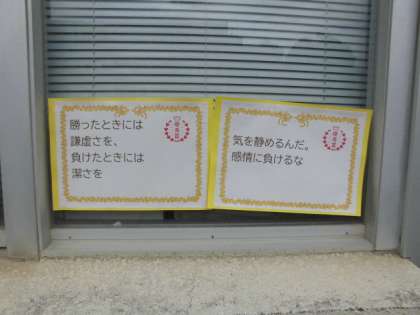 勝ったときには
謙虚さを、
負けたときには
潔さを
気を静めるんだ。
感情に負けるな